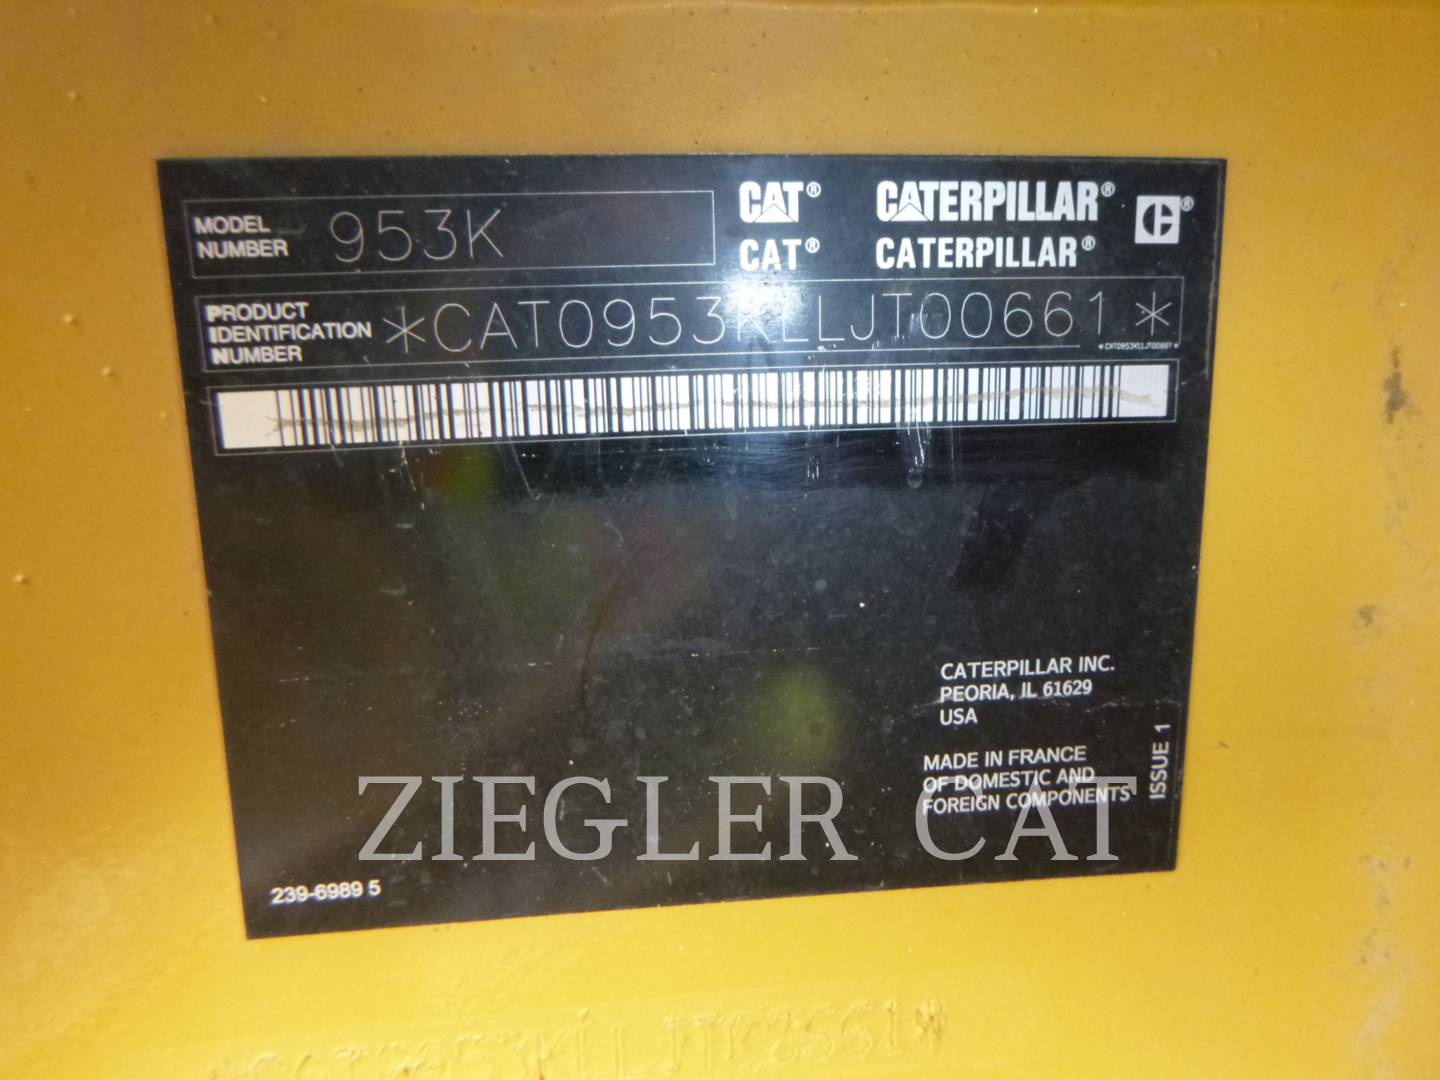 MODEL NUMBER 953K
CAT® CATERPILLAR®
CAT® CATERPILLAR®
PRODUCT IDENTIFICATION NUMBER *CAT0953KLLJT00661*
CATERPILLAR INC.
PEORIA, IL 61629
USA
MADE IN FRANCE
OF DOMESTIC AND
FOREIGN COMPONENTS
ISSUE 1
ZIEGLER CAT
239-6989 5